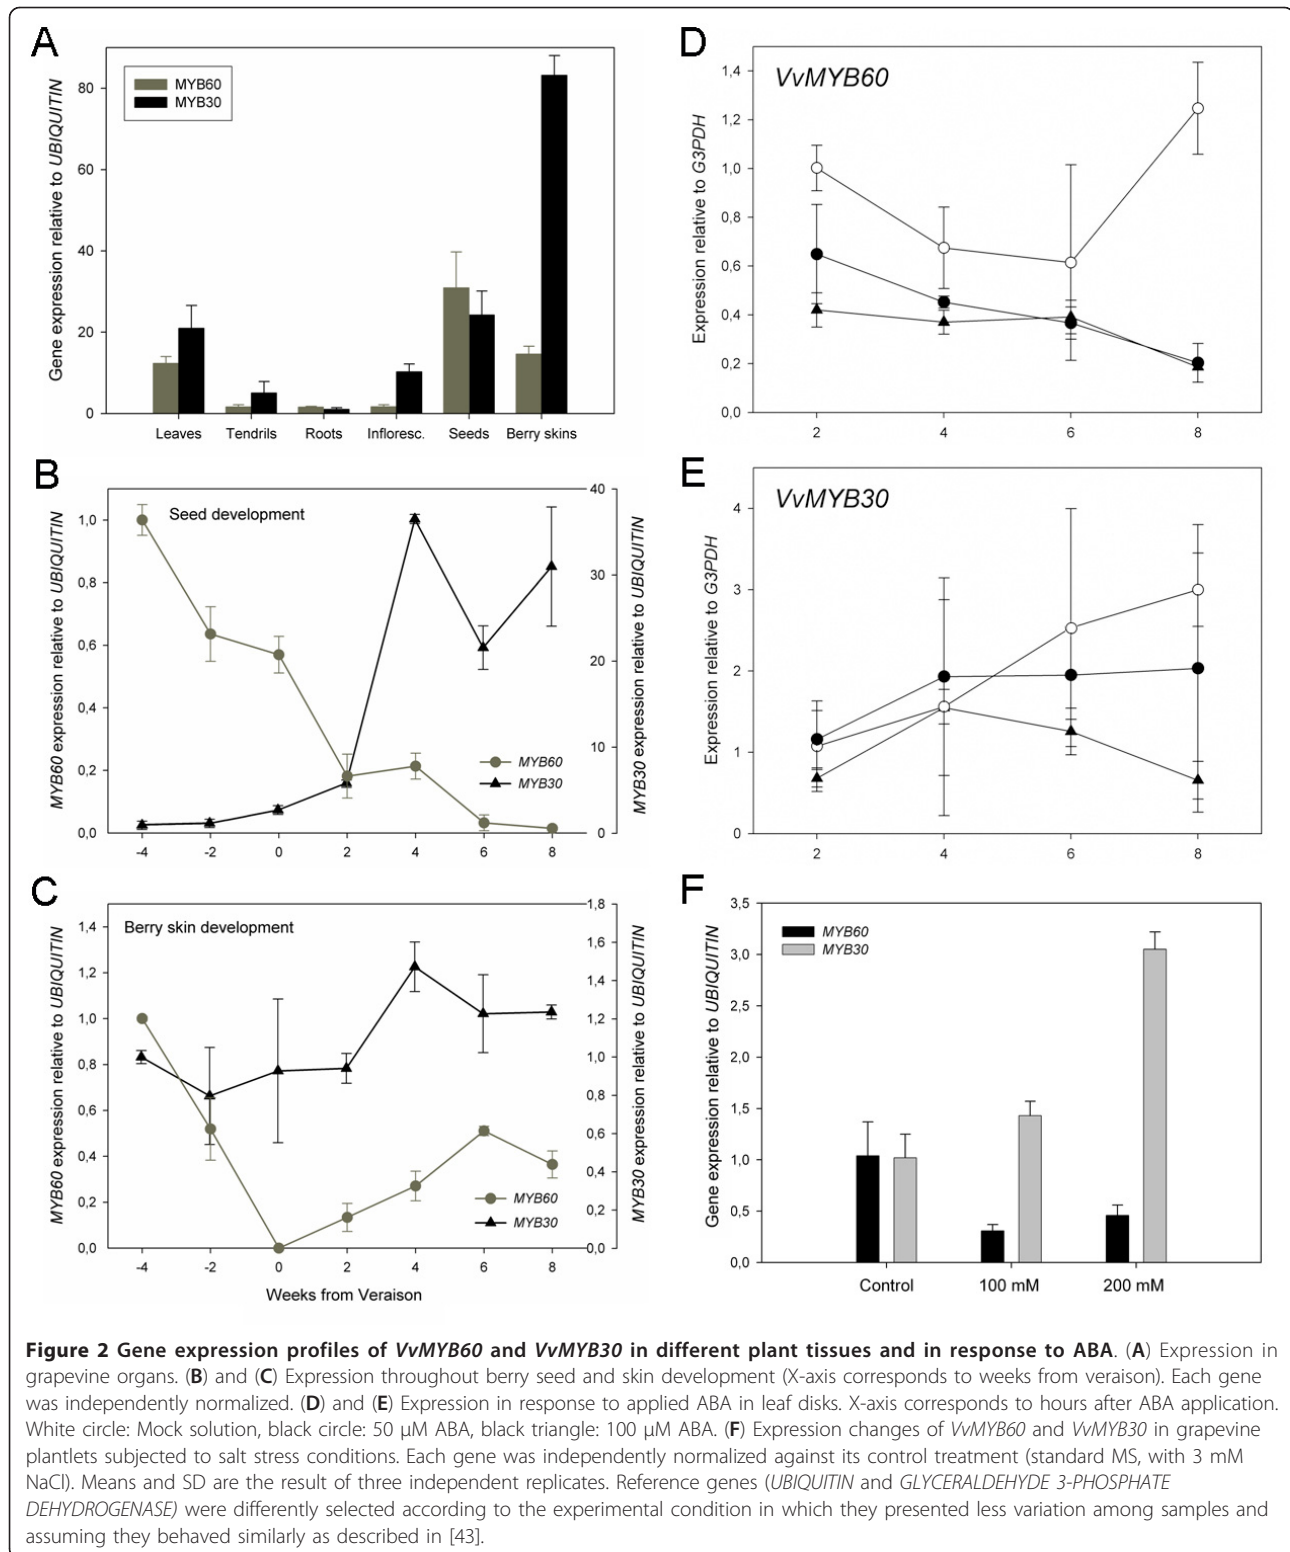 A
Gene expression relative to UBIQUITIN
80
60
40
20
0
MYB60
MYB30
Leaves Tendrils Roots Infloresc. Seeds Berry skins
B
Seed development
MYB60 expression relative to UBIQUITIN
1,0
0,8
0,6
0,4
0,2
0,0
MYB30 expression relative to UBIQUITIN
40
30
20
10
0
MYB60
MYB30
-4 -2 0 2 4 6 8
C
Berry skin development
MYB60 expression relative to UBIQUITIN
1,4
1,2
1,0
0,8
0,6
0,4
0,2
0,0
MYB30 expression relative to UBIQUITIN
1,8
1,6
1,4
1,2
1,0
0,8
0,6
0,4
0,2
0,0
MYB60
MYB30
-4 -2 0 2 4 6 8
Weeks from Veraison
D
VvMYB60
Expression relative to G3PDH
1,4
1,2
1,0
0,8
0,6
0,4
0,2
0,0
2 4 6 8
E
VvMYB30
Expression relative to G3PDH
4
3
2
1
0
2 4 6 8
F
Gene expression relative to UBIQUITIN
3,5
3,0
2,5
2,0
1,5
1,0
0,5
0,0
MYB60
MYB30
Control 100 mM 200 mM
Figure 2 Gene expression profiles of VvMYB60 and VvMYB30 in different plant tissues and in response to ABA. (A) Expression in
grapevine organs. (B) and (C) Expression throughout berry seed and skin development (X-axis corresponds to weeks from veraison). Each gene
was independently normalized. (D) and (E) Expression in response to applied ABA in leaf disks. X-axis corresponds to hours after ABA application.
White circle: Mock solution, black circle: 50 μM ABA, black triangle: 100 μM ABA. (F) Expression changes of VvMYB60 and VvMYB30 in grapevine
plantlets subjected to salt stress conditions. Each gene was independently normalized against its control treatment (standard MS, with 3 mM
NaCl). Means and SD are the result of three independent replicates. Reference genes (UBIQUITIN and GLYCERALDEHYDE 3-PHOSPHATE
DEHYDROGENASE) were differently selected according to the experimental condition in which they presented less variation among samples and
assuming they behaved similarly as described in [43].